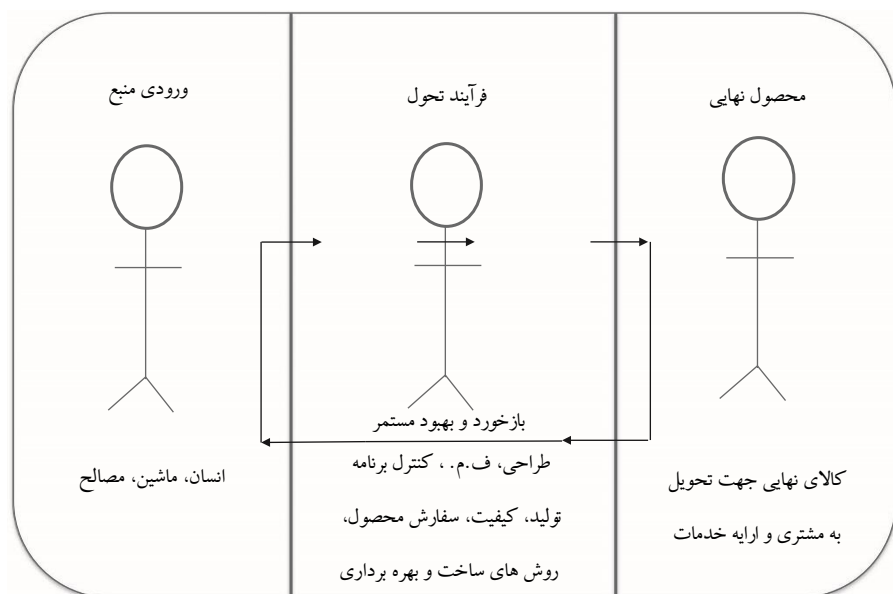 ورودی منبع
فرآیند تحول
محصول نهایی
بازخورد و بهبود مستمر
انسان، ماشین، مصالح
طراحی، ف.م. ، کنترل برنامه
تولید، کیفیت، سفارش محصول،
روش های ساخت و بهره برداری
کالای نهایی جهت تحویل
به مشتری و ارایه خدمات